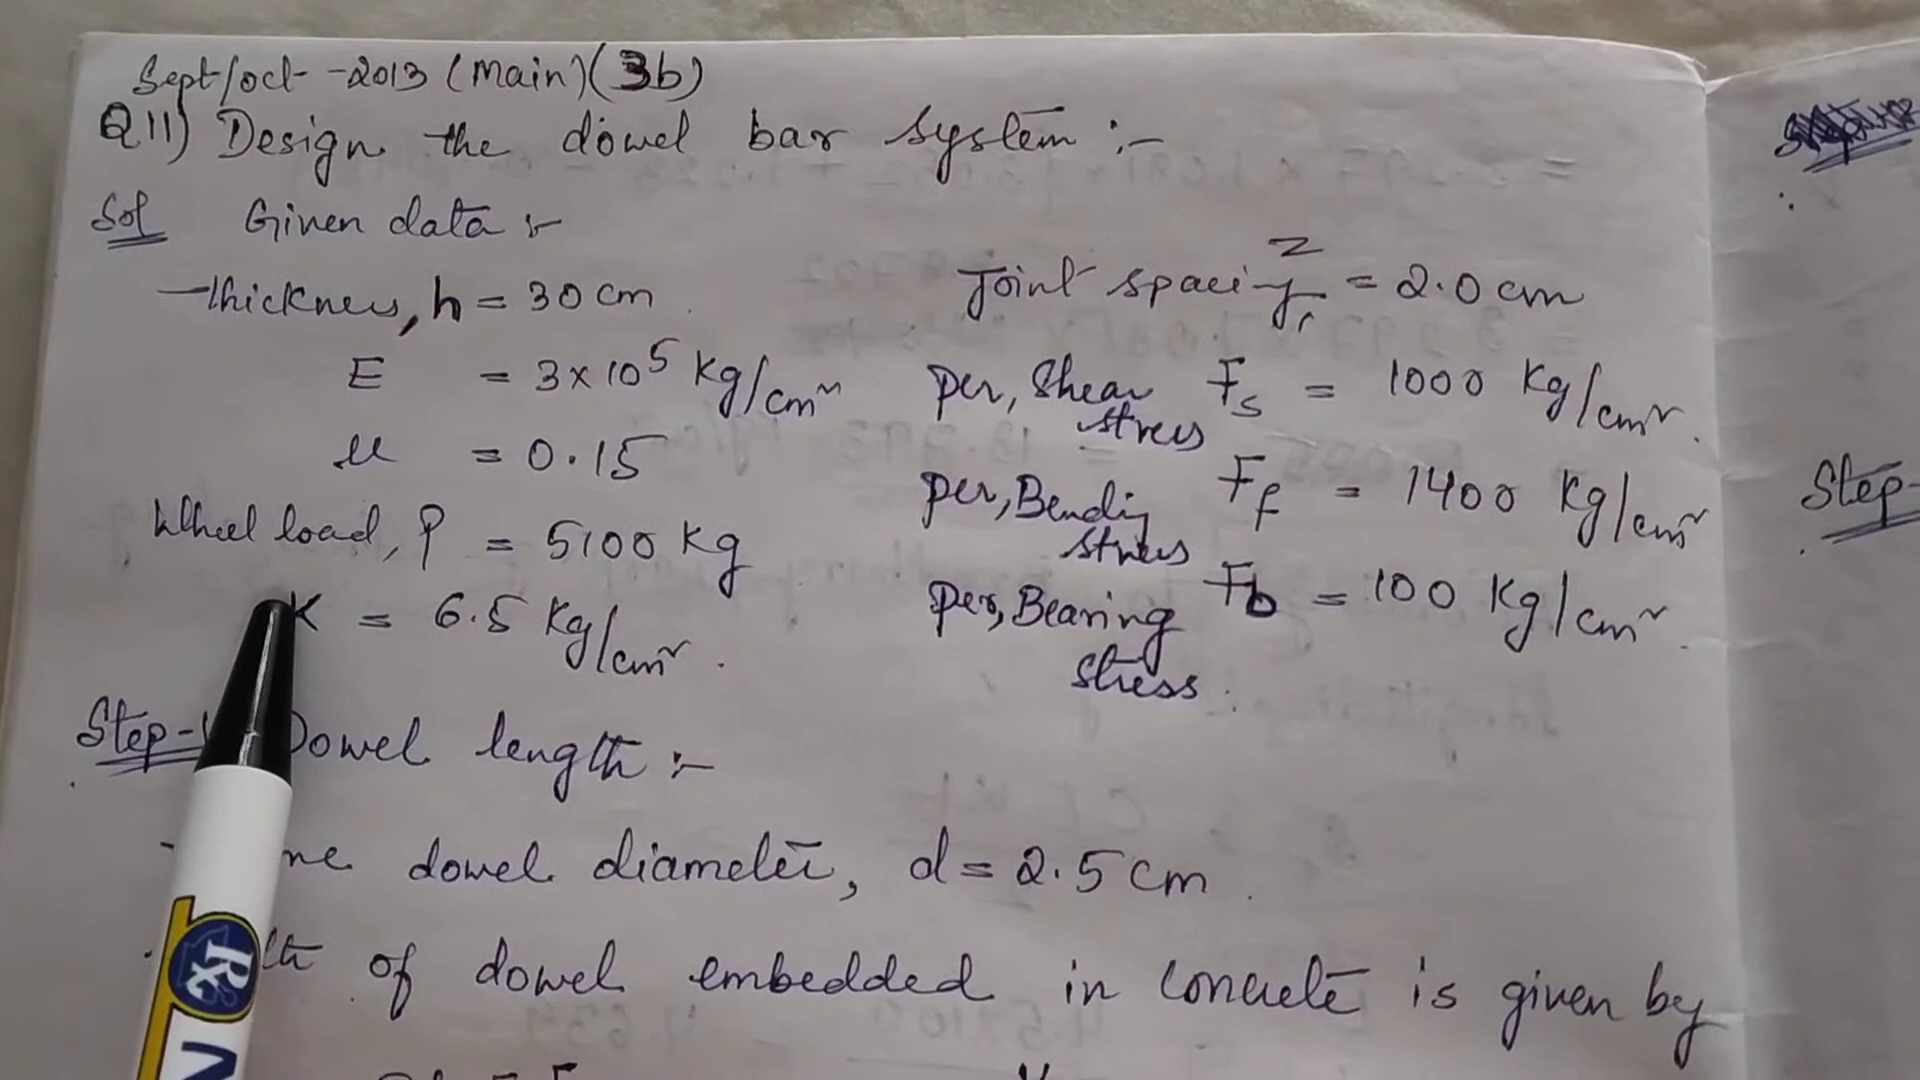 Sept/oct - 2013 (Main) (3b)
Q11) Design the dowel bar system :-
Sol Given data :-
Thickness, h = 30 cm
Joint spacing, z = 2.0 cm
E = 3×10⁵ Kg/cm²
per, Shear stress Fs = 1000 Kg/cm².
μ = 0.15
per, Bending stress Ff = 1400 Kg/cm²
Wheel load, P = 5100 Kg
per, Bearing stress. Fb = 100 Kg/cm².
K = 6.5 Kg/cm².
Step-1 Dowel length :-
dowel diameter, d = 2.5 cm.
of dowel embedded in concrete is given by
Step-
Rx
N